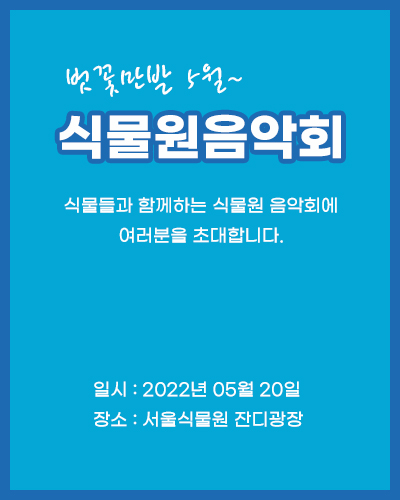 벚꽃만발 5월~
식물원음악회
식물들과 함께하는 식물원 음악회에
여러분을 초대합니다.
일시 : 2022년 05월 20일
장소 : 서울식물원 잔디광장